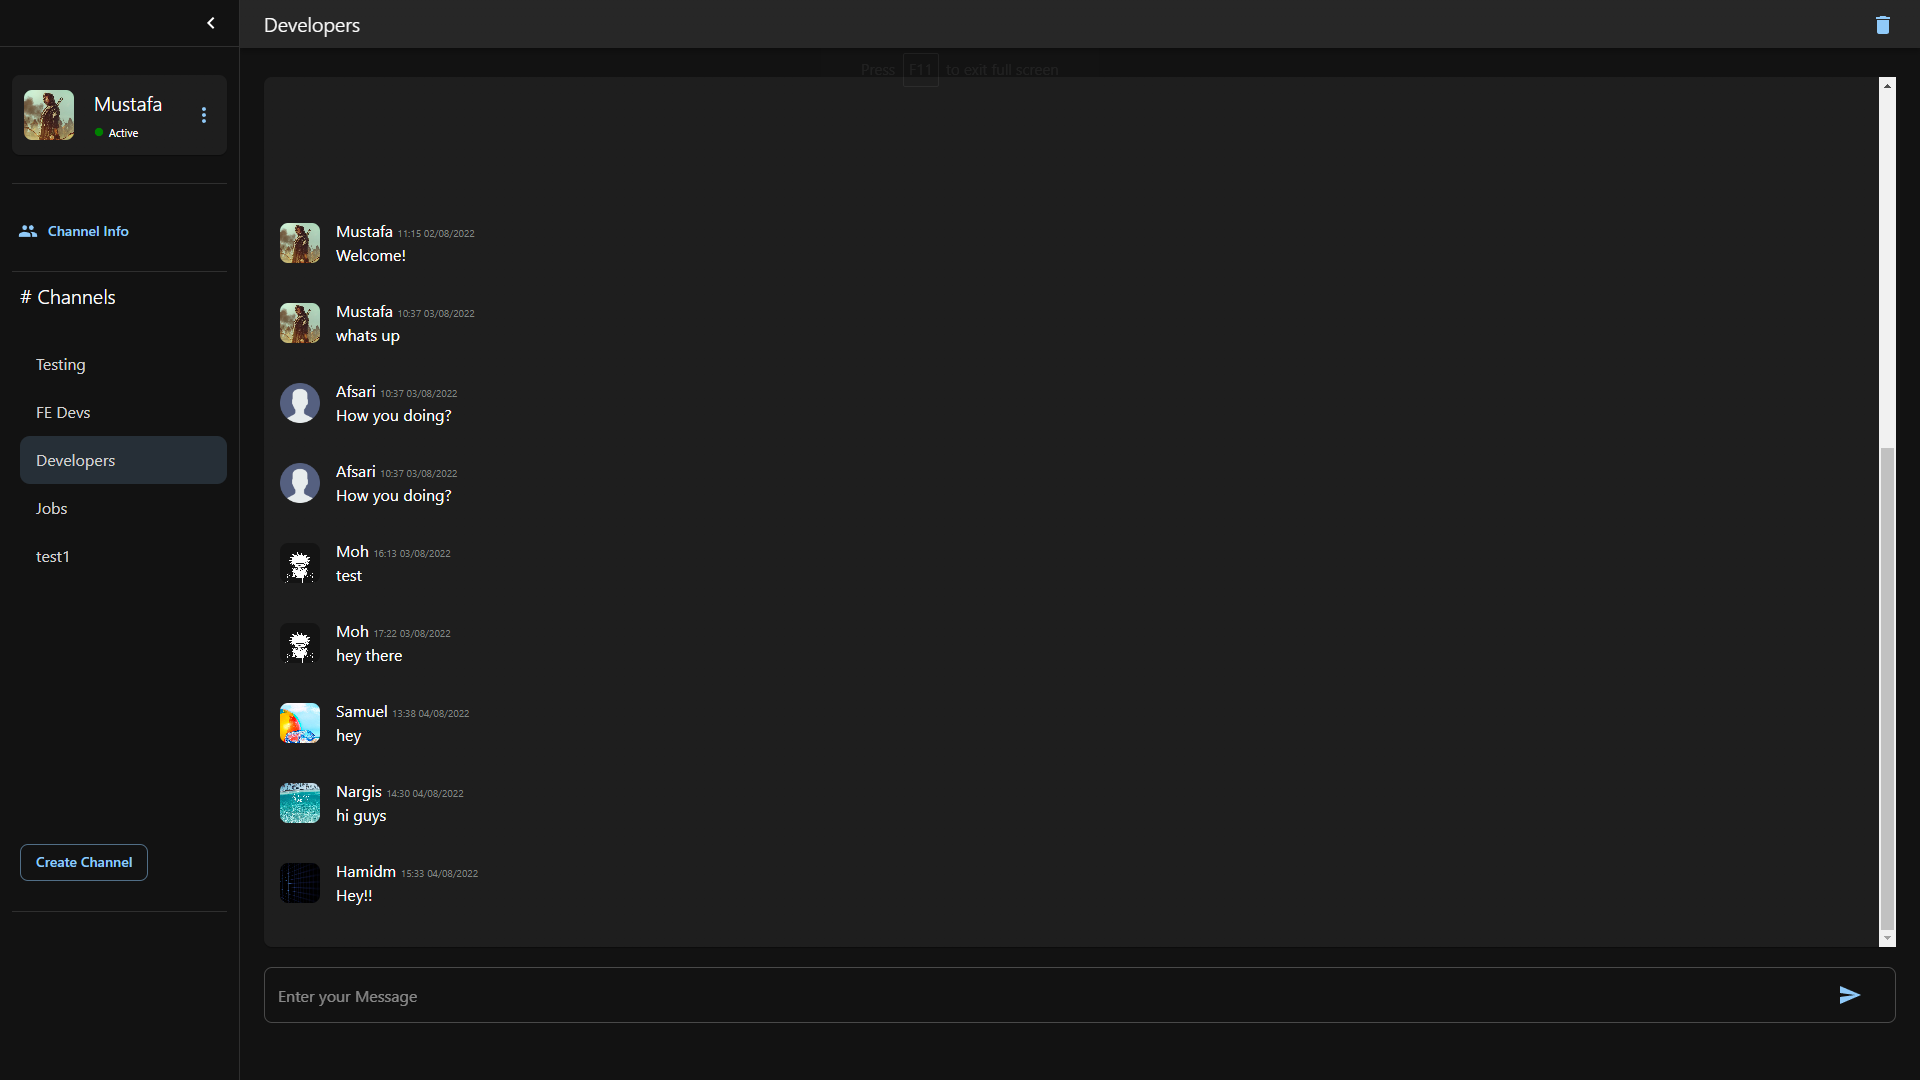 Developers
Press F11 to exit full screen
Mustafa
Active
Channel Info
# Channels
Testing
FE Devs
Developers
Jobs
test1
Create Channel
Mustafa 11:15 02/08/2022
Welcome!
Mustafa 10:37 03/08/2022
whats up
Afsari 10:37 03/08/2022
How you doing?
Afsari 10:37 03/08/2022
How you doing?
Moh 16:13 03/08/2022
test
Moh 17:22 03/08/2022
hey there
Samuel 13:38 04/08/2022
hey
Nargis 14:30 04/08/2022
hi guys
Hamidm 15:33 04/08/2022
Hey!!
Enter your Message